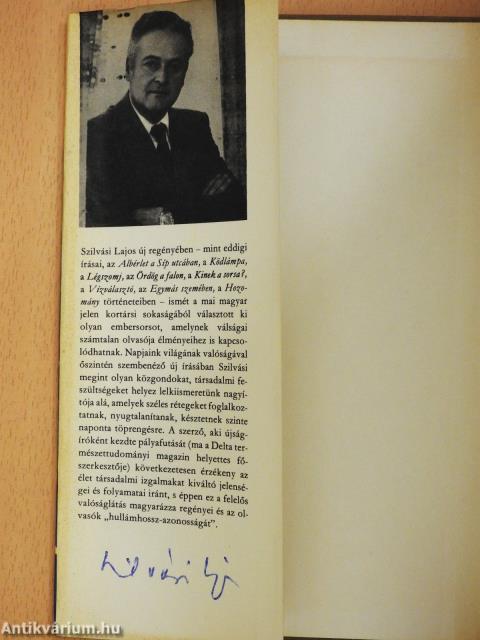 Szilvási Lajos új regényében – mint eddigi
írásai, az Albérlet a Síp utcában, a Ködlámpa,
a Légszomj, az Ördög a falon, a Kinek a sorsa?,
a Vízválasztó, az Egymás szemében, a Hozo-
mány történeteiben – ismét a mai magyar
jelen kortársi sokaságából választott ki
olyan embersorsot, amelynek válságai
számtalan olvasója élményeihez is kapcso-
lódhatnak. Napjaink világának valóságával
őszintén szembenéző új írásában Szilvási
megint olyan közgondokat, társadalmi fe-
szültségeket helyez lelkiismeretünk nagyí-
tója alá, amelyek széles rétegeket foglalkoz-
tatnak, nyugtalanítanak, késztetnek szinte
naponta töprengésre. A szerző, aki újság-
íróként kezdte pályafutását (ma a Delta ter-
mészettudományi magazin helyettes fő-
szerkesztője) következetesen érzékeny az
élet társadalmi izgalmakat kiváltó jelensé-
gei és folyamatai iránt, s éppen ez a felelős
valóságlátás magyarázza regényei és az ol-
vasók „hullámhossz-azonosságát".
Szilvási Lajos
Antikvárium.hu